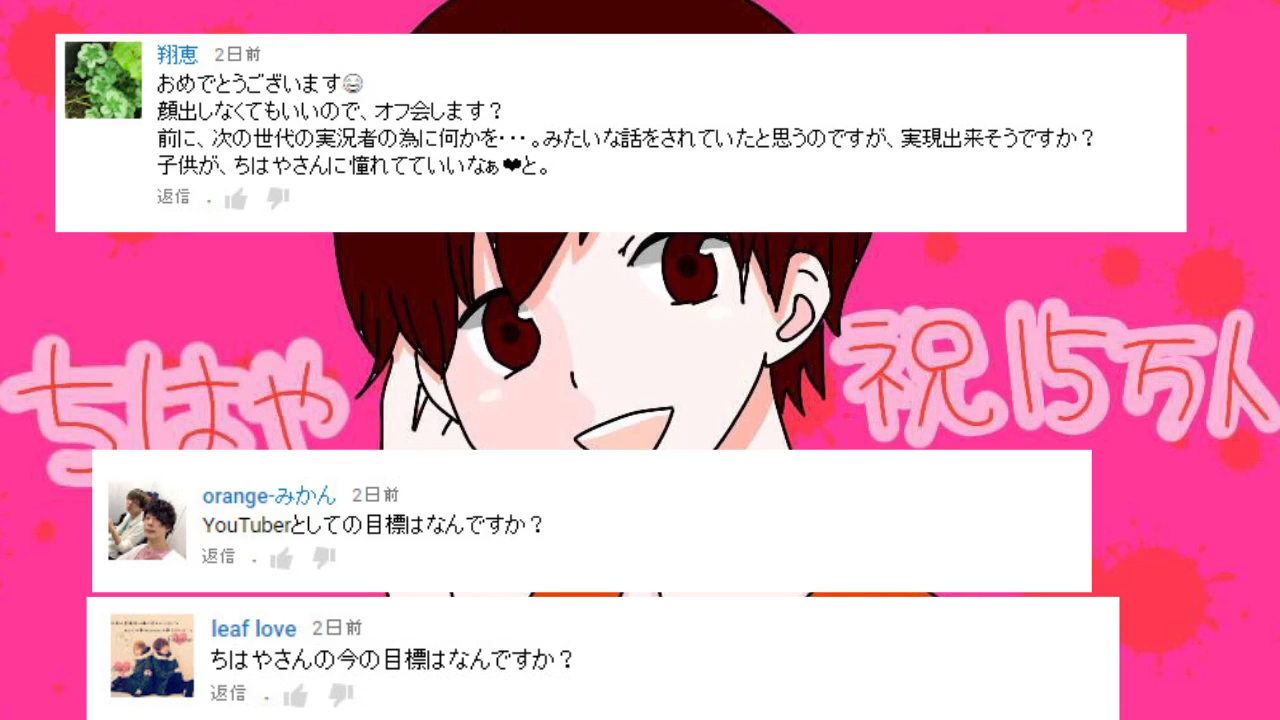 翔恵 2日前
おめでとうございます😂
顔出しなくてもいいので、オフ会します？
前に、次の世代の実況者の為に何かを･･･。みたいな話をされていたと思うのですが、実現出来そうですか？
子供が、ちはやさんに憧れてていいなぁ❤と。
返信 .
ちはや 祝15万人
orange-みかん 2日前
YouTuberとしての目標はなんですか？
返信 .
leaf love 2日前
ちはやさんの今の目標はなんですか？
返信 .